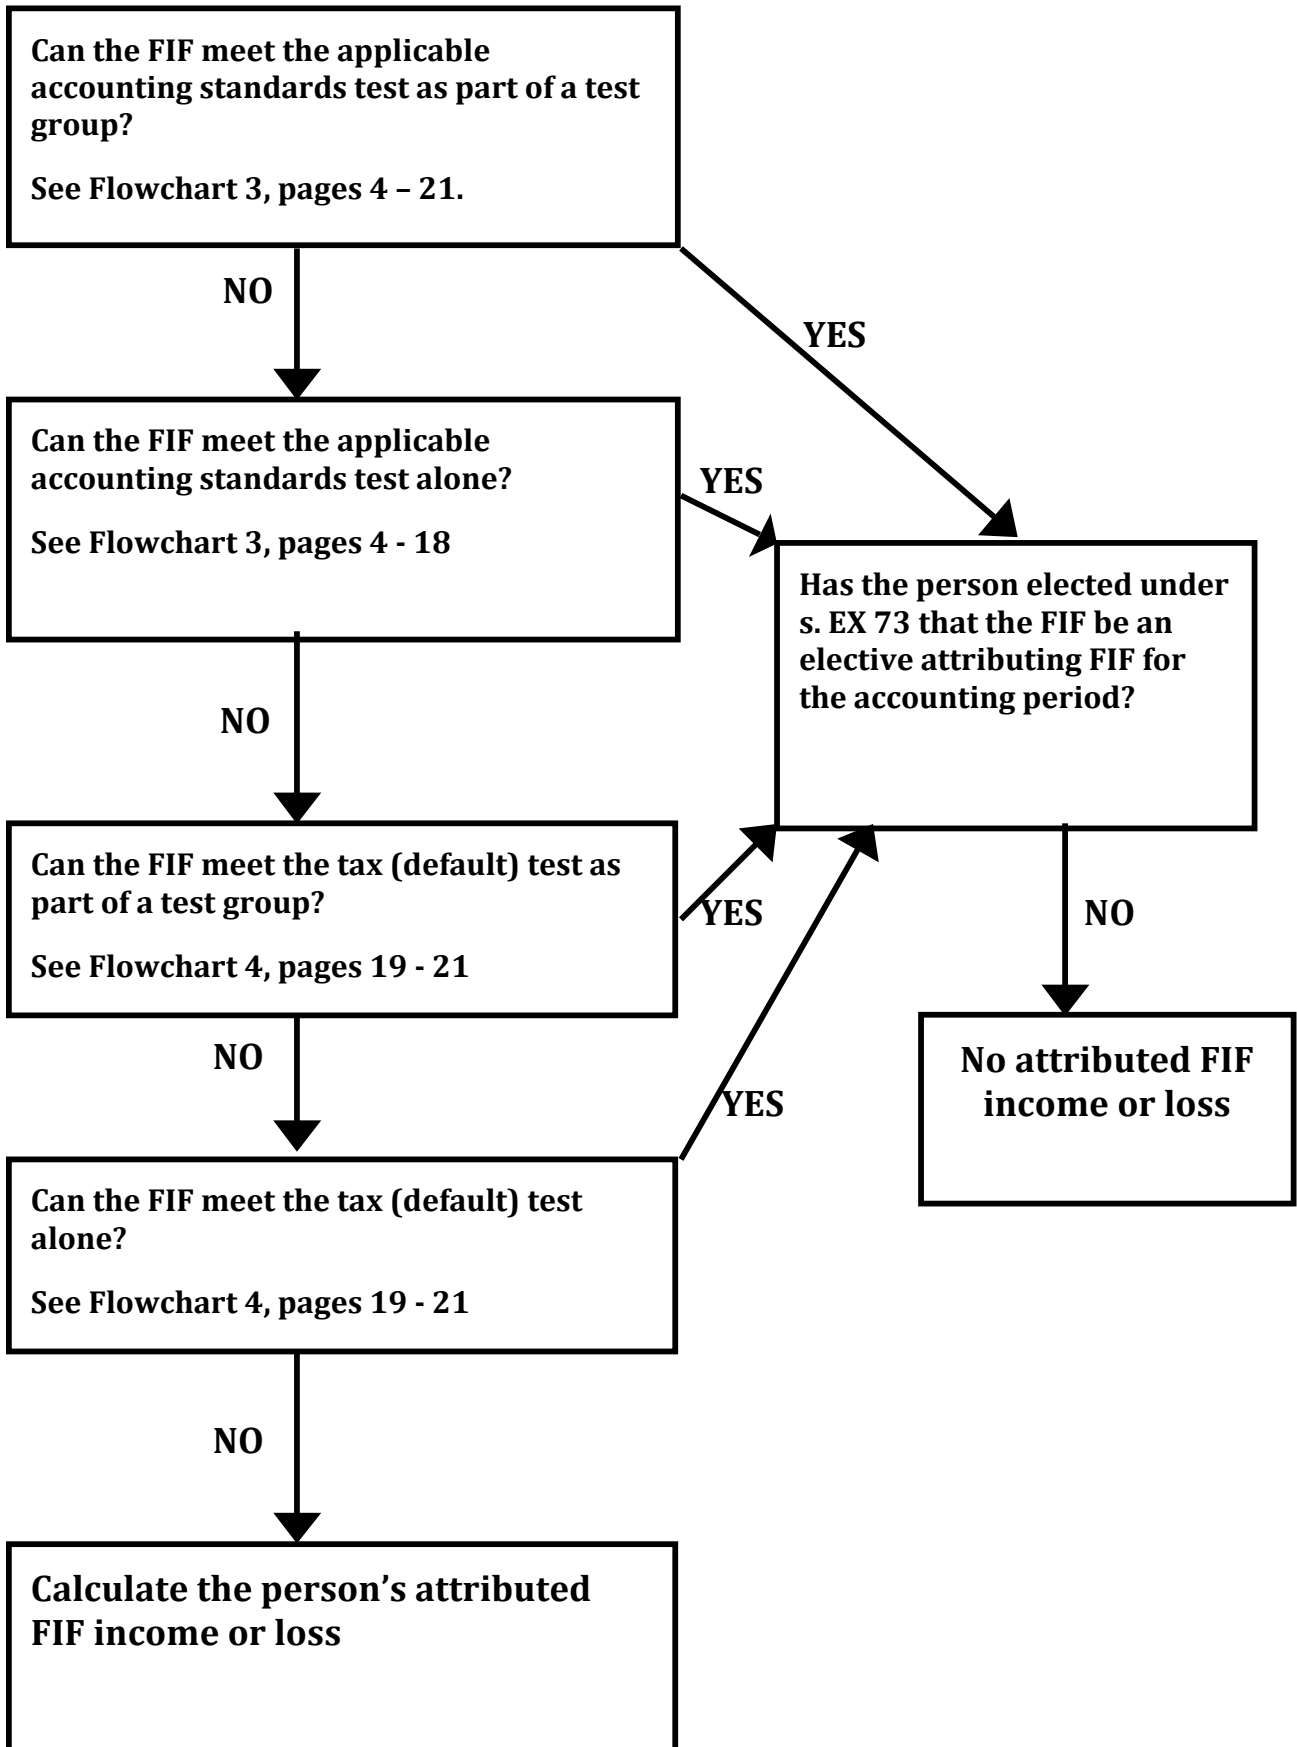 Can the FIF meet the applicable
accounting standards test as part of a test
group?
See Flowchart 3, pages 4 – 21.
NO
YES
Can the FIF meet the applicable
accounting standards test alone?
See Flowchart 3, pages 4 - 18
YES
Has the person elected under
s. EX 73 that the FIF be an
elective attributing FIF for
the accounting period?
NO
Can the FIF meet the tax (default) test as
part of a test group?
See Flowchart 4, pages 19 - 21
YES
NO
No attributed FIF
income or loss
NO
YES
Can the FIF meet the tax (default) test
alone?
See Flowchart 4, pages 19 - 21
NO
Calculate the person’s attributed
FIF income or loss